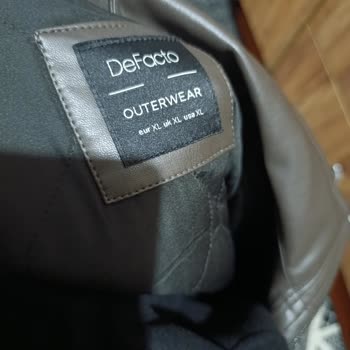 DeFacto
OUTERWEAR
eur XL uk XL usa XL